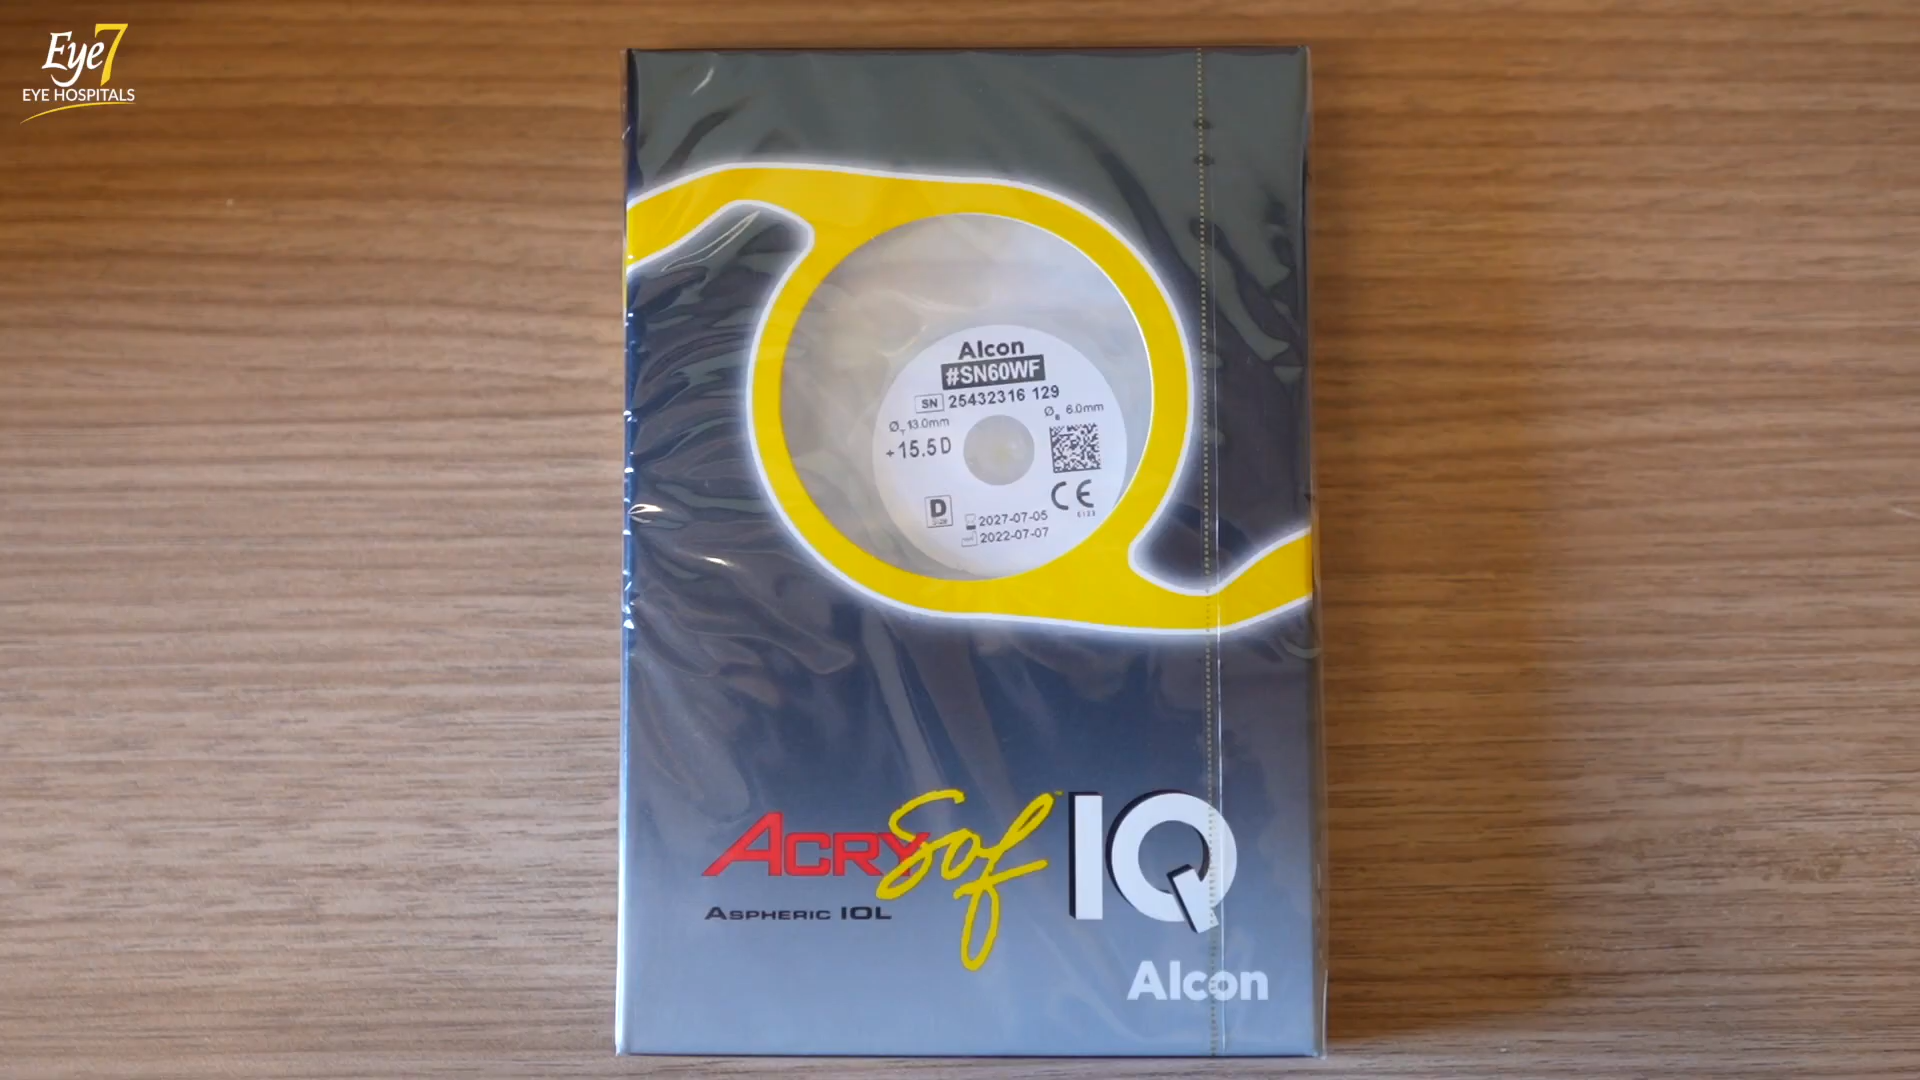 Eye7
EYE HOSPITALS
Alcon
#SN60WF
SN 25432316 129
Ø T 13.0mm
Ø B 6.0mm
+15.5 D
D
CE
2027-07-05
2022-07-07
ACRYSof™ IQ
ASPHERIC IOL
Alcon